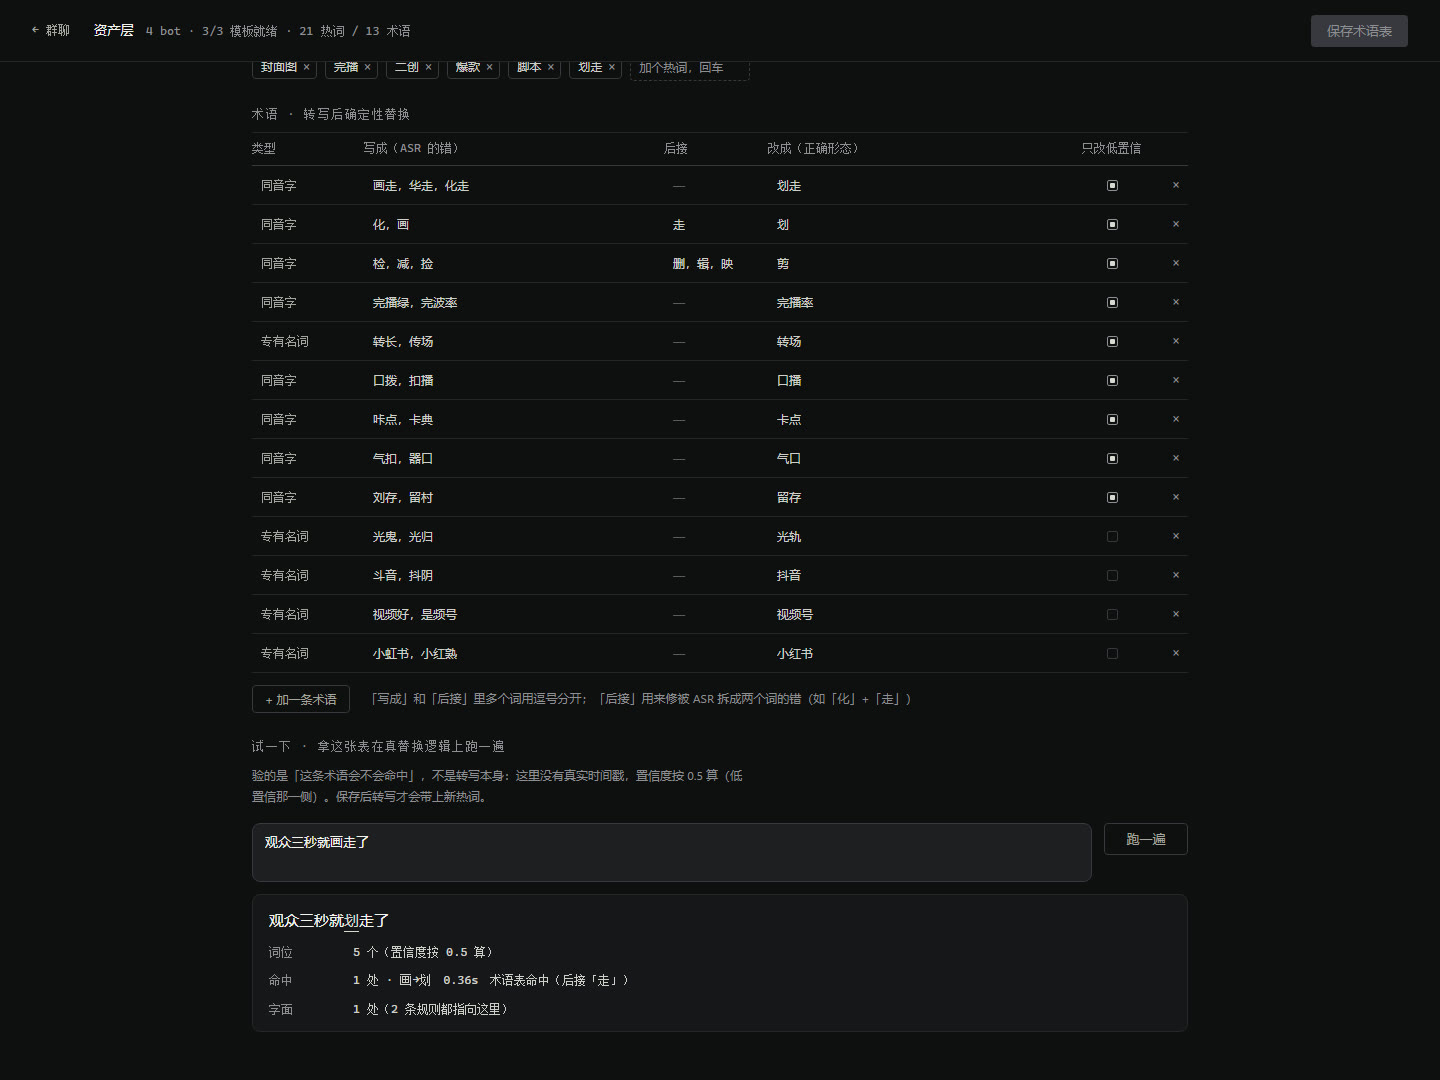 ← 群聊 资产层 4 bot · 3/3 模板就绪 · 21 热词 / 13 术语 保存术语表
封面图 × 完播 × 二创 × 爆款 × 脚本 × 划走 × 加个热词，回车
术语 · 转写后确定性替换
类型 写成（ASR 的错） 后接 改成（正确形态） 只改低置信
同音字 画走，华走，化走 — 划走 ×
同音字 化，画 走 划 ×
同音字 检，减，捡 删，辑，映 剪 ×
同音字 完播绿，完波率 — 完播率 ×
专有名词 转长，传场 — 转场 ×
同音字 口拨，扣播 — 口播 ×
同音字 咔点，卡典 — 卡点 ×
同音字 气扣，器口 — 气口 ×
同音字 刘存，留村 — 留存 ×
专有名词 光鬼，光归 — 光轨 ×
专有名词 斗音，抖阴 — 抖音 ×
专有名词 视频好，是频号 — 视频号 ×
专有名词 小虹书，小红熟 — 小红书 ×
+ 加一条术语 「写成」和「后接」里多个词用逗号分开；「后接」用来修被 ASR 拆成两个词的错（如「化」+「走」）
试一下 · 拿这张表在真替换逻辑上跑一遍
验的是「这条术语会不会命中」，不是转写本身：这里没有真实时间戳，置信度按 0.5 算（低
置信那一侧）。保存后转写才会带上新热词。
观众三秒就画走了 跑一遍
观众三秒就划走了
词位 5 个（置信度按 0.5 算）
命中 1 处 · 画→划 0.36s 术语表命中（后接「走」）
字面 1 处（2 条规则都指向这里）